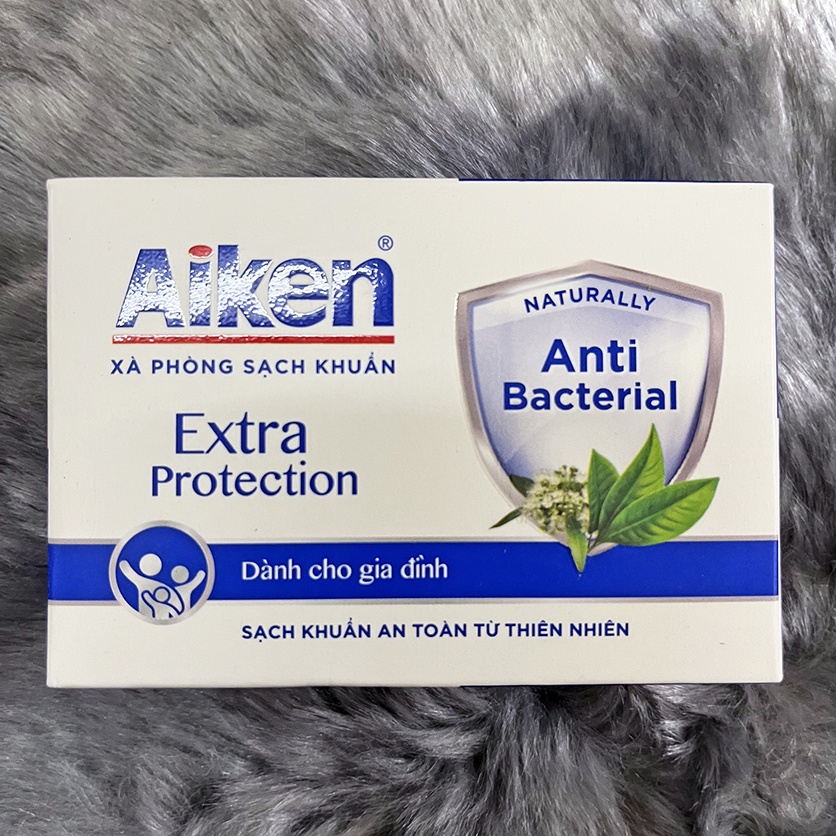 Aiken®
XÀ PHÒNG SẠCH KHUẨN
Extra
Protection
NATURALLY
Anti
Bacterial
Dành cho gia đình
SẠCH KHUẨN AN TOÀN TỪ THIÊN NHIÊN